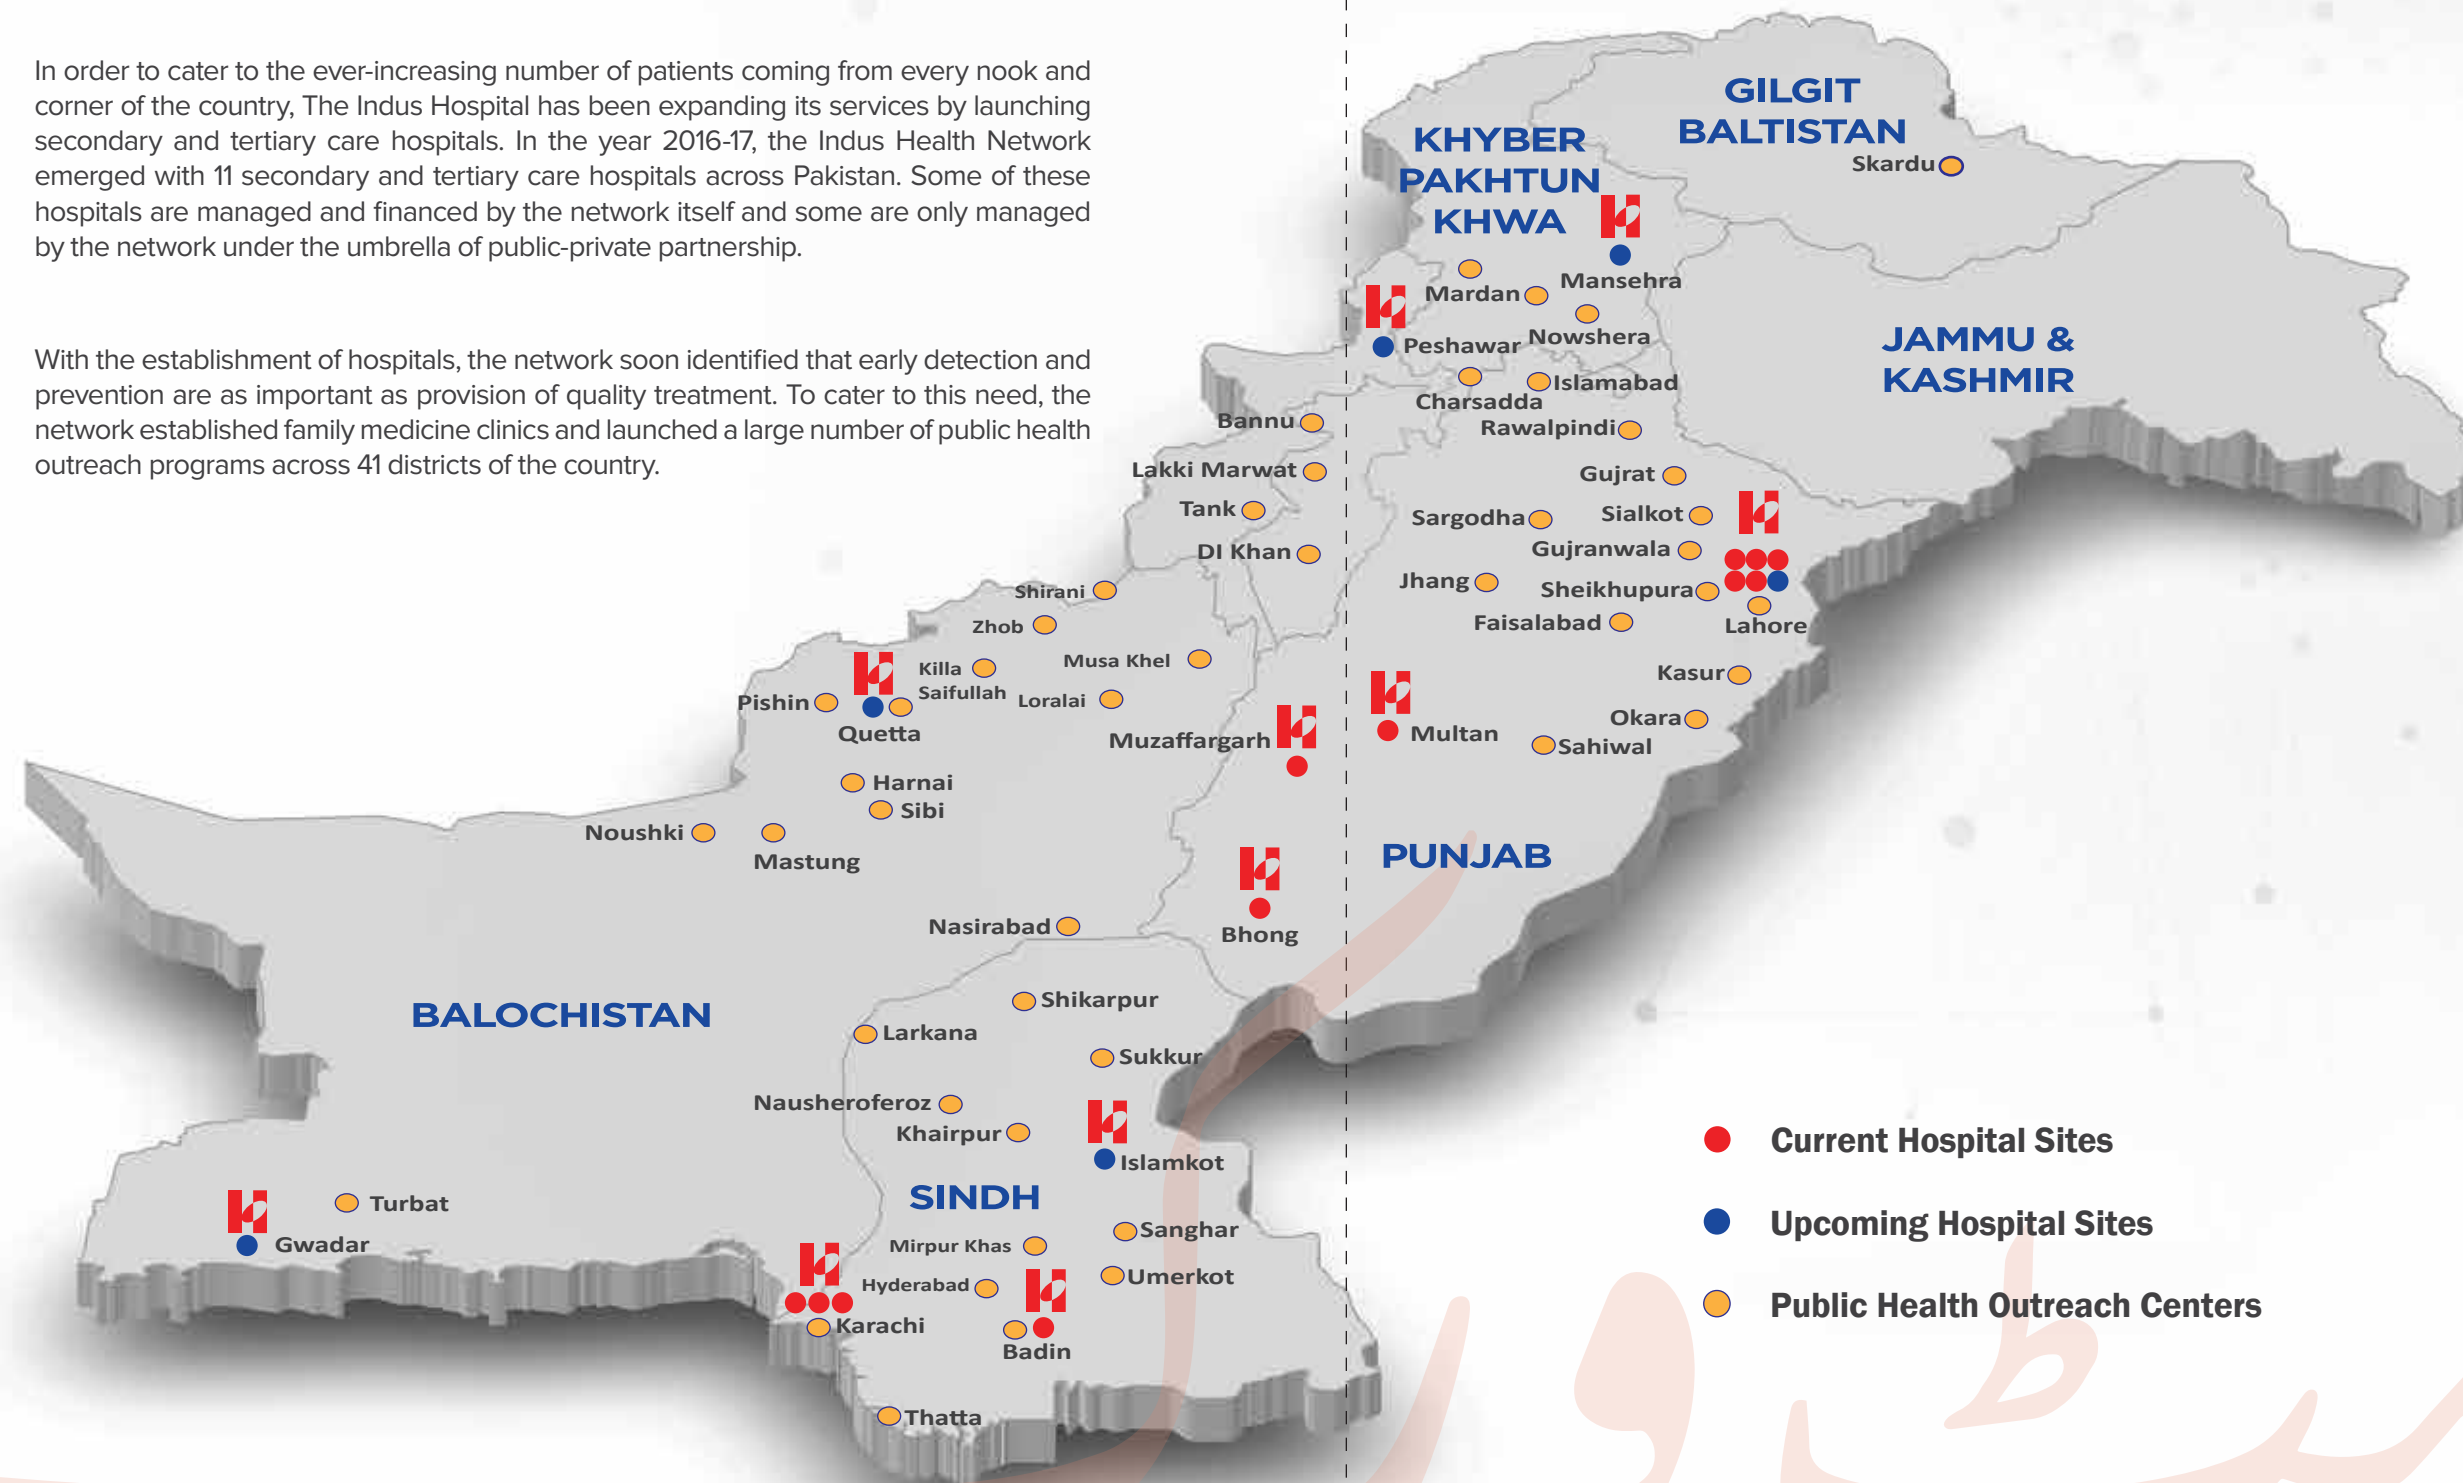 In order to cater to the ever-increasing number of patients coming from every nook and
corner of the country, The Indus Hospital has been expanding its services by launching
secondary and tertiary care hospitals. In the year 2016-17, the Indus Health Network
emerged with 11 secondary and tertiary care hospitals across Pakistan. Some of these
hospitals are managed and financed by the network itself and some are only managed
by the network under the umbrella of public-private partnership.
With the establishment of hospitals, the network soon identified that early detection and
prevention are as important as provision of quality treatment. To cater to this need, the
network established family medicine clinics and launched a large number of public health
outreach programs across 41 districts of the country.
GILGIT
BALTISTAN
Skardu
KHYBER
PAKHTUN
KHWA
Mansehra
Mardan
Nowshera
Peshawar
JAMMU &
KASHMIR
Islamabad
Charsadda
Bannu
Rawalpindi
Lakki Marwat
Gujrat
Tank
Sargodha
Sialkot
DI Khan
Gujranwala
Jhang
Sheikhupura
Shirani
Faisalabad
Lahore
Zhob
Killa
Saifullah
Musa Khel
Loralai
Kasur
Pishin
Quetta
Muzaffargarh
Multan
Okara
Sahiwal
Harnai
Sibi
Noushki
Mastung
PUNJAB
Nasirabad
Bhong
BALOCHISTAN
Shikarpur
Larkana
Sukkur
Nausheroferoz
Khairpur
Islamkot
SINDH
Turbat
Gwadar
Sanghar
Mirpur Khas
Umerkot
Hyderabad
Karachi
Badin
Thatta
Current Hospital Sites
Upcoming Hospital Sites
Public Health Outreach Centers